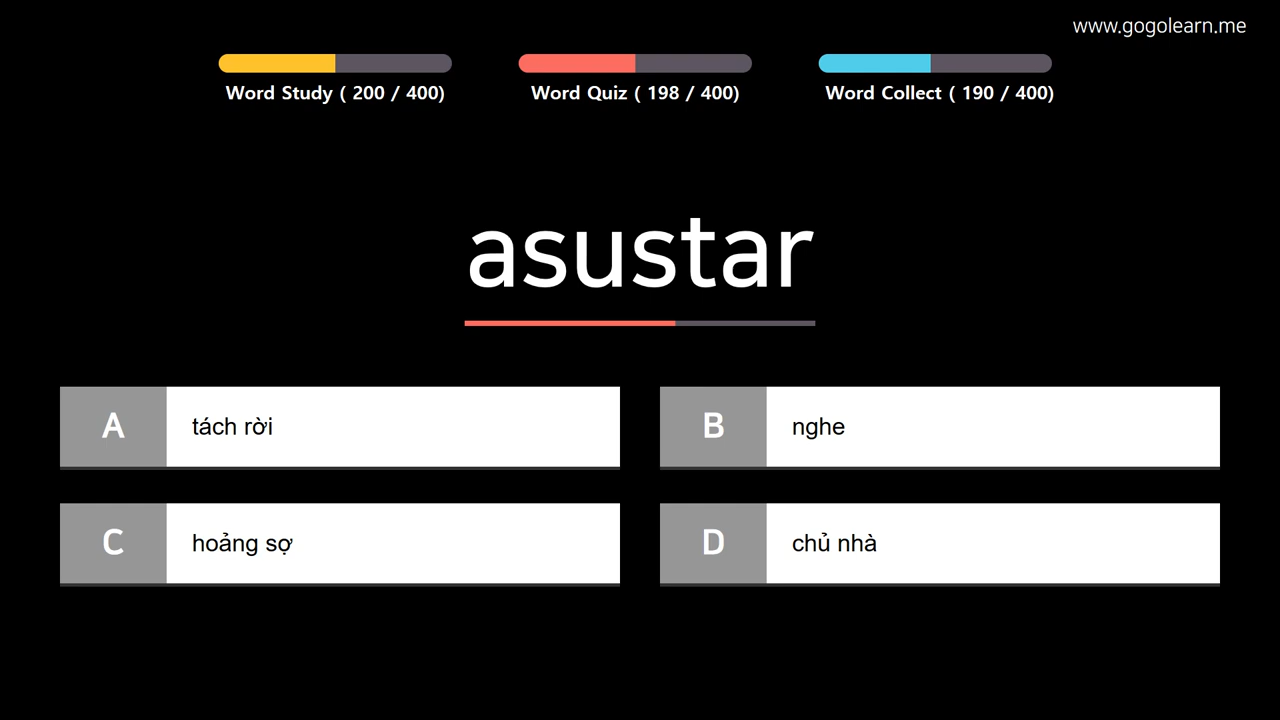 www.gogolearn.me
Word Study ( 200 / 400)
Word Quiz ( 198 / 400)
Word Collect ( 190 / 400)
asustar
A tách rời
B nghe
C hoảng sợ
D chủ nhà